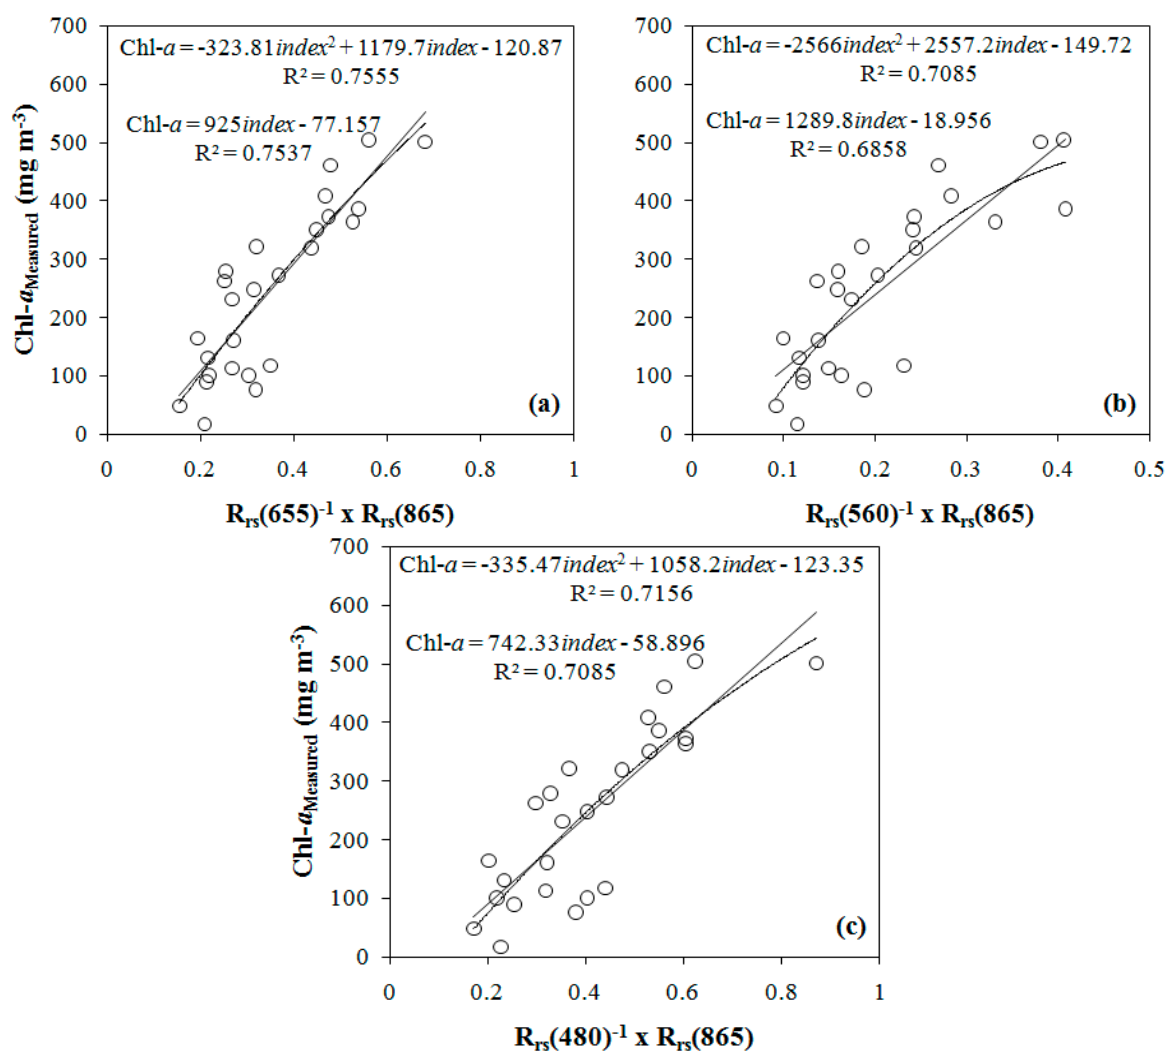 700
600
500
400
300
200
100
0
Chl-a_Measured (mg m⁻³)
Chl-a = -323.81index² + 1179.7index - 120.87
R² = 0.7555
Chl-a = 925index - 77.157
R² = 0.7537
(a)
0 0.2 0.4 0.6 0.8 1
Rrs(655)⁻¹ x Rrs(865)
700
600
500
400
300
200
100
0
Chl-a = -2566index² + 2557.2index - 149.72
R² = 0.7085
Chl-a = 1289.8index - 18.956
R² = 0.6858
(b)
0 0.1 0.2 0.3 0.4 0.5
Rrs(560)⁻¹ x Rrs(865)
700
600
500
400
300
200
100
0
Chl-a_Measured (mg m⁻³)
Chl-a = -335.47index² + 1058.2index - 123.35
R² = 0.7156
Chl-a = 742.33index - 58.896
R² = 0.7085
(c)
0 0.2 0.4 0.6 0.8 1
Rrs(480)⁻¹ x Rrs(865)